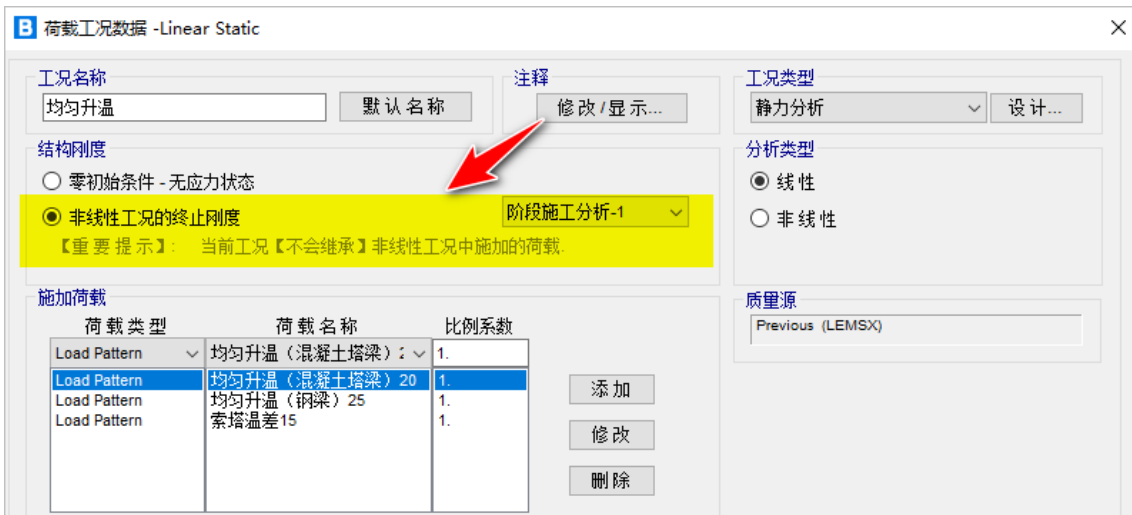 B 荷载工况数据 -Linear Static
工况名称
均匀升温
默认名称
注释
修改/显示...
工况类型
静力分析
设计...
结构刚度
零初始条件 - 无应力状态
非线性工况的终止刚度
阶段施工分析-1
【重要提示】: 当前工况【不会继承】非线性工况中施加的荷载.
分析类型
线性
非线性
施加荷载
荷载类型 荷载名称 比例系数
Load Pattern 均匀升温（混凝土塔梁）2 1.
Load Pattern 均匀升温（混凝土塔梁）20 1.
Load Pattern 均匀升温（钢梁）25 1.
Load Pattern 索塔温差15 1.
添加
修改
删除
质量源
Previous (LEMSX)